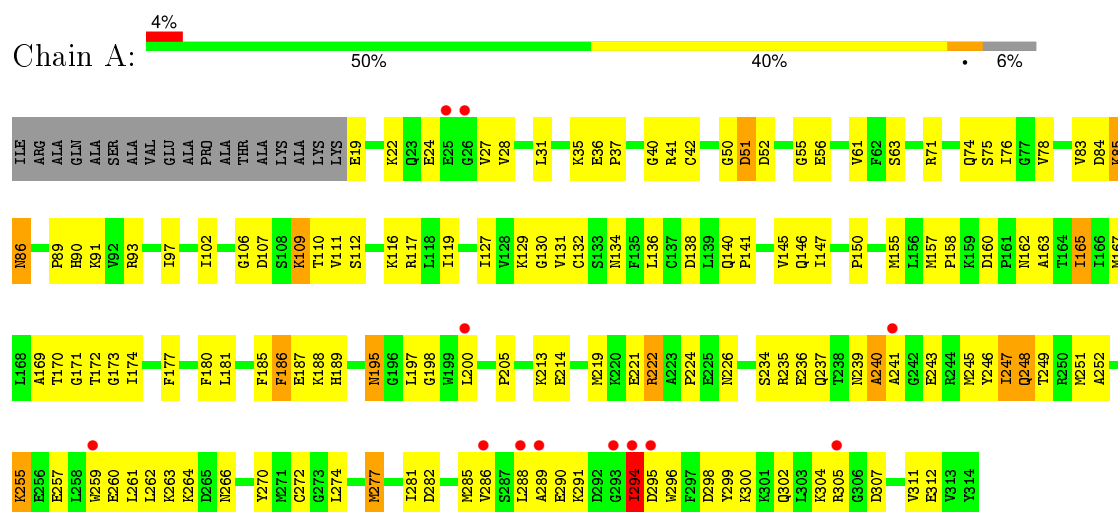 4%
Chain A:
50% 40% • 6%
ILE ARG ALA ALA GLN ALA SER ALA VAL GLU ALA PRO THR ALA LYS ALA LYS LYS E19 K22 Q23 E24 E25 G26 V27 V28 L31 K35 E36 P37 G40 R41 C42 G50 D51 D52 G55 E56 V61 F62 S63 R71 Q74 S75 I76 G77 V78 V83 D84 K85
N86 P89 H90 K91 V92 R93 I97 I102 G106 D107 S108 K109 T110 V111 S112 K116 R117 L118 I119 I127 V128 K129 G130 V131 C132 S133 N134 F135 L136 C137 D138 L139 Q140 P141 V145 Q146 I147 P150 M155 L156 M157 P158 K159 D160 P161 N162 A163 T164 I165 I166 M167
L168 A169 T170 G171 T172 G173 I174 F177 F180 L181 F185 F186 E187 K188 H189 N195 G196 L197 G198 W199 L200 P205 K213 E214 M219 K220 E221 R222 A223 P224 E225 N226 S234 R235 E236 Q237 T238 N239 A240 A241 G242 E243 R244 M245 Y246 I247 Q248 T249 R250 M251 A252
K255 E256 E257 L258 W259 E260 L261 L262 K263 K264 D265 N266 Y270 M271 C272 G273 L274 M277 I281 D282 M285 V286 S287 L288 A289 E290 K291 D292 G293 I294 D295 W296 F297 D298 Y299 K300 K301 Q302 L303 K304 R305 G306 D307 V311 E312 V313 Y314